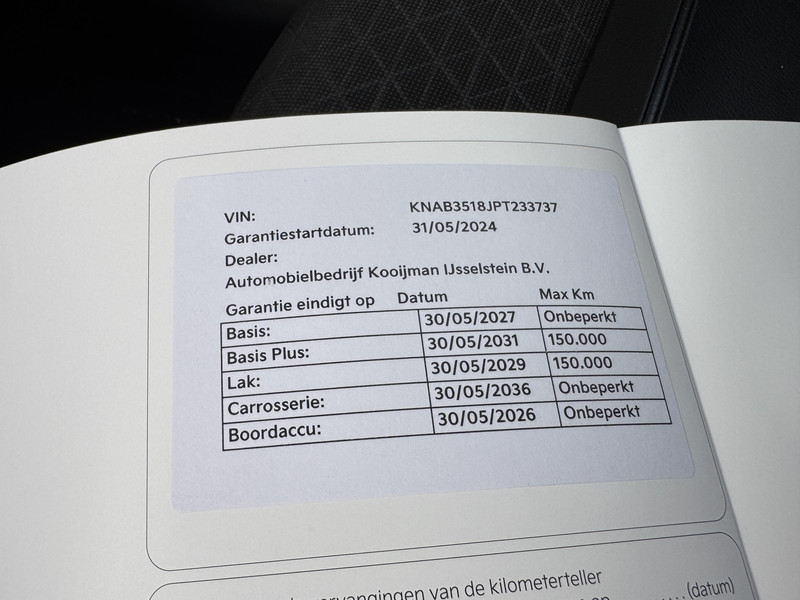 VIN: KNAB3518JPT233737
Garantiestartdatum: 31/05/2024
Dealer:
Automobielbedrijf Kooijman IJsselstein B.V.
Garantie eindigt op Datum Max Km
Basis: 30/05/2027 Onbeperkt
Basis Plus: 30/05/2031 150.000
Lak: 30/05/2029 150.000
Carrosserie: 30/05/2036 Onbeperkt
Boordaccu: 30/05/2026 Onbeperkt
van de kilometerteller
(datum)